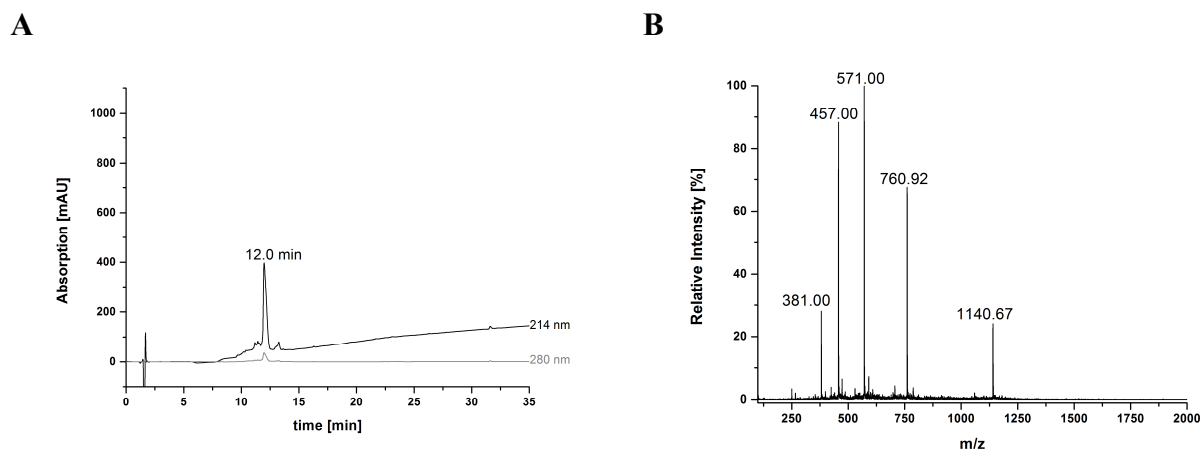 A
B
Absorption [mAU]
1000
800
600
400
200
0
12.0 min
214 nm
280 nm
0 5 10 15 20 25 30 35
time [min]
Relative Intensity [%]
100
80
60
40
20
0
571.00
457.00
760.92
381.00
1140.67
250 500 750 1000 1250 1500 1750 2000
m/z